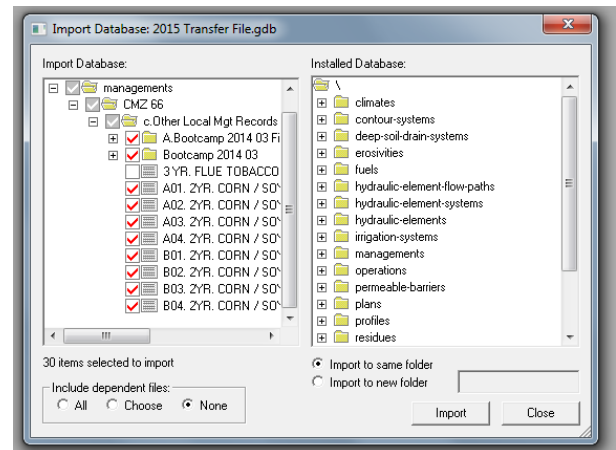 Import Database: 2015 Transfer File.gdb
Import Database:
managements
CMZ 66
c.Other Local Mgt Records
A.Bootcamp 2014 03 Fi
Bootcamp 2014 03
3 YR. FLUE TOBACCO
A01. 2YR. CORN / SO
A02. 2YR. CORN / SO
A03. 2YR. CORN / SO
A04. 2YR. CORN / SO
B01. 2YR. CORN / SO
B02. 2YR. CORN / SO
B03. 2YR. CORN / SO
B04. 2YR. CORN / SO
30 items selected to import
Include dependent files:
All Choose None
Installed Database:
\
climates
contour-systems
deep-soil-drain-systems
erosivities
fuels
hydraulic-element-flow-paths
hydraulic-element-systems
hydraulic-elements
irrigation-systems
managements
operations
permeable-barriers
plans
profiles
residues
Import to same folder
Import to new folder
Import Close